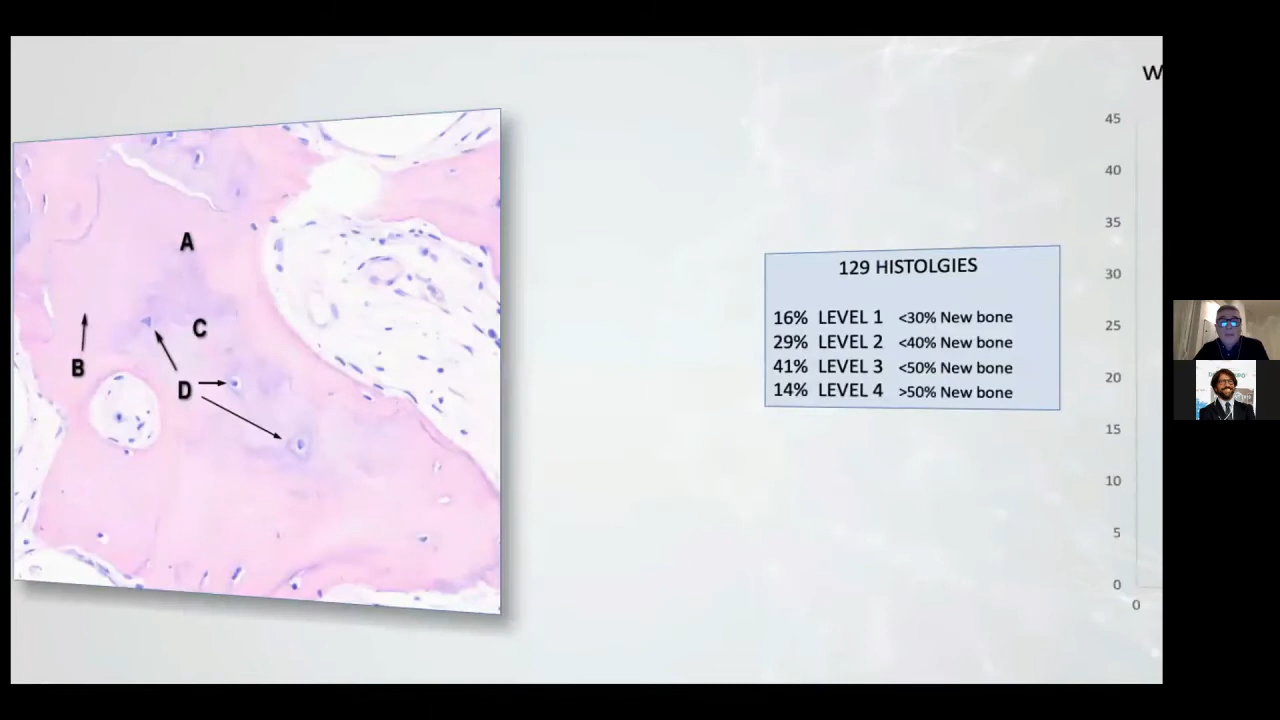 A
C
B
D
129 HISTOLGIES
16% LEVEL 1 <30% New bone
29% LEVEL 2 <40% New bone
41% LEVEL 3 <50% New bone
14% LEVEL 4 >50% New bone
W
45
40
35
30
25
20
15
10
5
0
0